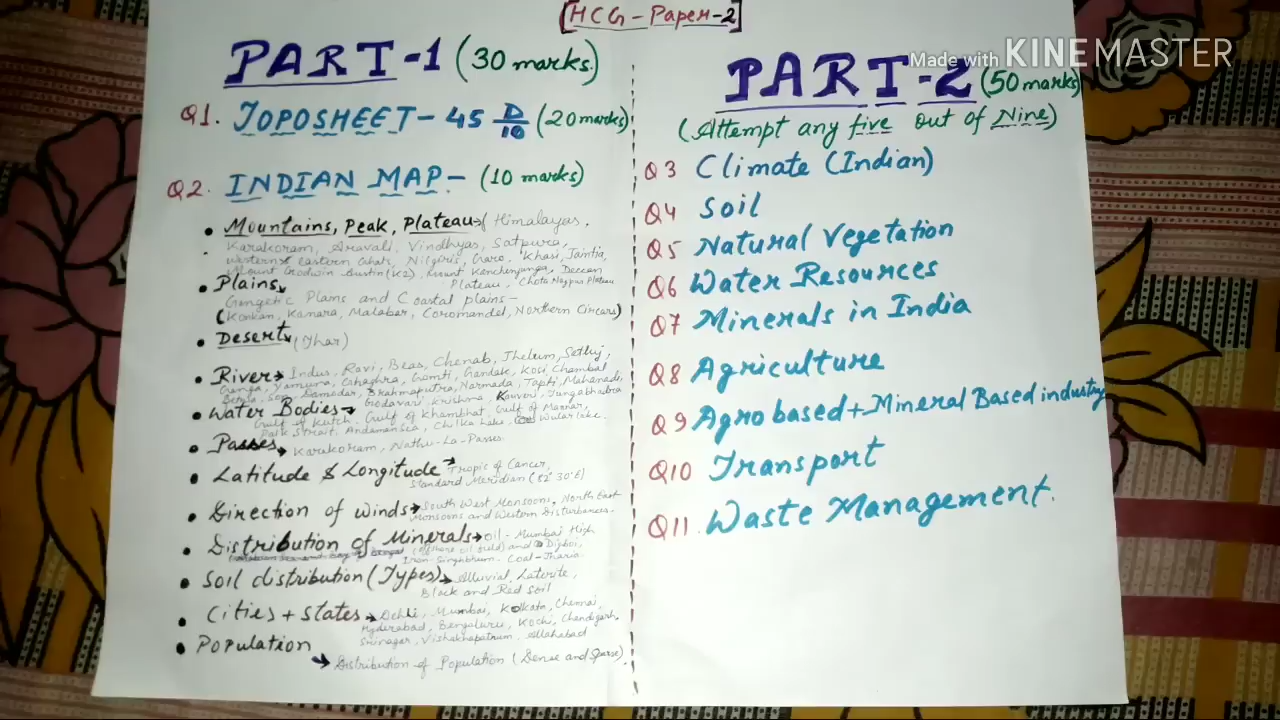 [HCG-Paper-2]
PART-1 (30 marks)
Q1. TOPOSHEET - 45 D/10 (20 marks)
Q2. INDIAN MAP - (10 marks)
• Mountains, Peak, Plateau → (Himalayas,
Karakoram, Aravali, Vindhyas, Satpura,
Western & eastern Ghats, Nilgiris, Garo, Khasi, Jaintia,
Mount Godwin Austin (K2), Mount Kanchenjunga, Deccan
Plateau, Chota Nagpur Plateau
• Plains
Gangetic Plains and Coastal plains -
(Konkan, Kanara, Malabar, Coromandel, Northern Circars)
• Desert (Thar)
• River → Indus, Ravi, Beas, Chenab, Jhelum, Setluj,
Ganga, Yamuna, Ghaghra, Gomti, Gandak, Kosi Chambal
Betwa, Son, Damodar, Brahmaputra, Narmada, Tapti, Mahanadi,
Godavari, Krishna, Kauveri, Tungabhadra
• Water Bodies →
Gulf of Kutch, Gulf of Khambhat, Gulf of Mannar,
Palk Strait, Andaman Sea, Chilka Lake, Wular lake.
• Passes → Karakoram, Nathu-La-Passes
• Latitude & Longitude → Tropic of Cancer,
Standard Meridian (82° 30'E)
• Direction of winds → South West Monsoons, North East
Monsoons and Western Disturbances.
• Distribution of Minerals → oil - Mumbai High
(offshore oil field) and Digboi,
Iron-Singhbhum. Coal-Jharia
• Soil distribution (Types) → Alluvial, Laterite,
Black and Red Soil
• Cities + states → Dehli, Mumbai, Kolkata, Chennai,
Hyderabad, Bengaluru, Kochi, Chandigarh,
Srinagar, Vishakhapatnum, Allahabad
• Population
→ Distribution of Population (Dense and Sparse).
PART-2 (50 marks)
(Attempt any five out of Nine)
Q3 Climate (Indian)
Q4 Soil
Q5 Natural Vegetation
Q6 Water Resources
Q7 Minerals in India
Q8 Agriculture
Q9 Agro based + Mineral Based industry
Q10 Transport
Q11. Waste Management.
Made with KINEMASTER